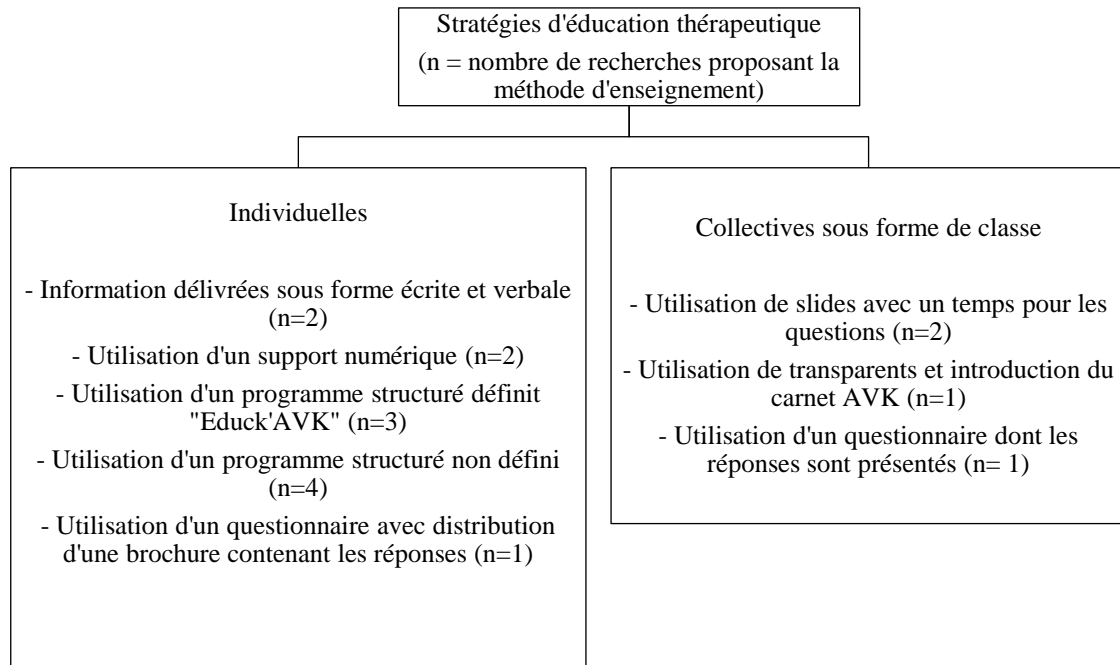 Stratégies d'éducation thérapeutique
(n = nombre de recherches proposant la
méthode d'enseignement)
Individuelles
- Information délivrées sous forme écrite et verbale
(n=2)
- Utilisation d'un support numérique (n=2)
- Utilisation d'un programme structuré définit
"Educk'AVK" (n=3)
- Utilisation d'un programme structuré non défini
(n=4)
- Utilisation d'un questionnaire avec distribution
d'une brochure contenant les réponses (n=1)
Collectives sous forme de classe
- Utilisation de slides avec un temps pour les
questions (n=2)
- Utilisation de transparents et introduction du
carnet AVK (n=1)
- Utilisation d'un questionnaire dont les
réponses sont présentés (n= 1)